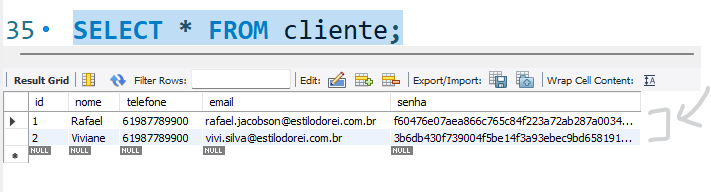 35 SELECT * FROM cliente;
Result Grid Filter Rows: Edit: Export/Import: Wrap Cell Content:
id nome telefone email senha
1 Rafael 61987789900 rafael.jacobson@estilodorei.com.br f60476e07aea866c765c84f223a72ab287a0034...
2 Viviane 61987789900 vivi.silva@estilodorei.com.br 3b6db430f739004f5be14f3a93ebec9bd658191...
NULL NULL NULL NULL NULL